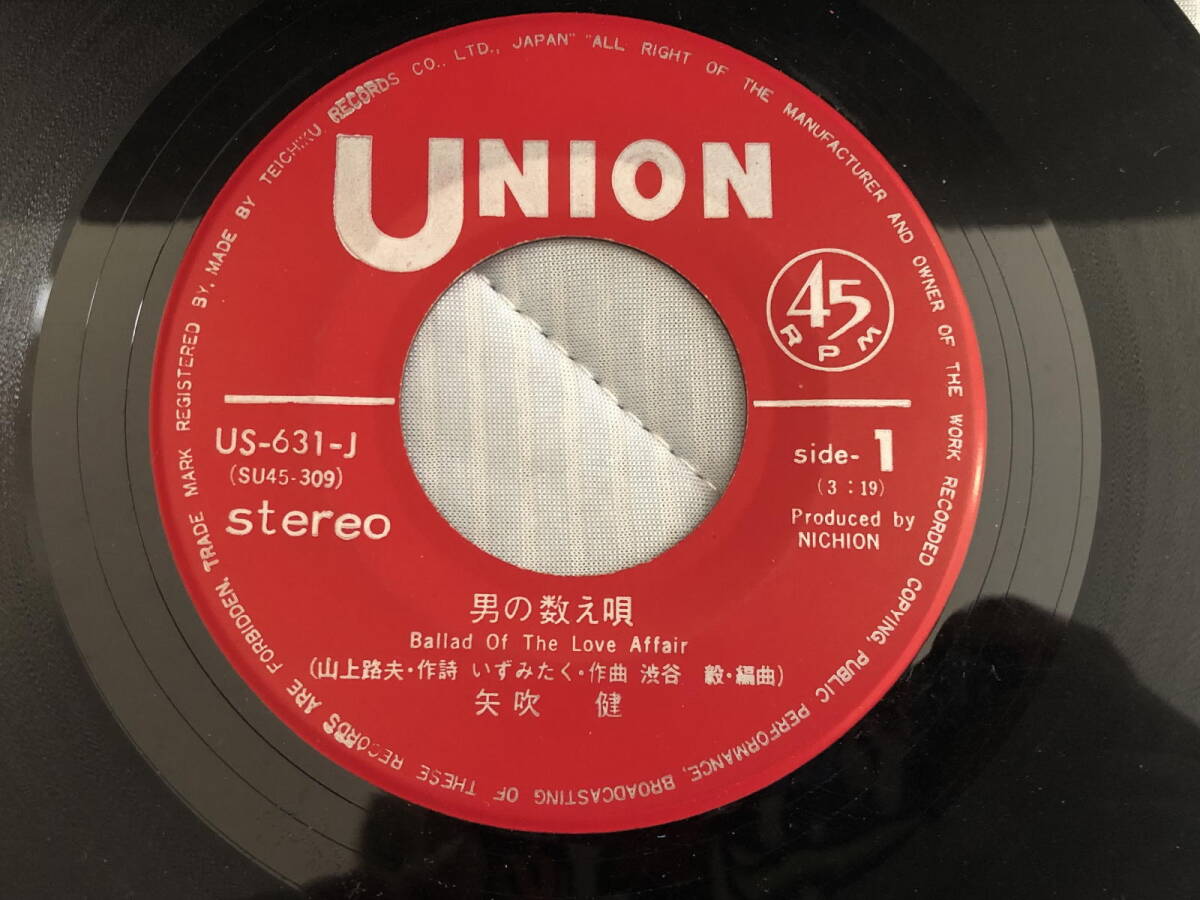 UNION
45
RPM
US-631-J
(SU45-309)
stereo
side-1
(3:19)
Produced by
NICHION
男の数え唄
Ballad Of The Love Affair
(山上路夫・作詩 いずみたく・作曲 渋谷 毅・編曲)
矢吹 健
TRADE MARK REGISTERED BY. MADE BY TEICHIKU RECORDS CO., LTD., JAPAN" "ALL RIGHT OF THE MANUFACTURER AND OWNER OF THE WORK RECORDED COPYING, PUBLIC PERFORMANCE, BROADCASTING OF THESE RECORDS ARE FORBIDDEN,